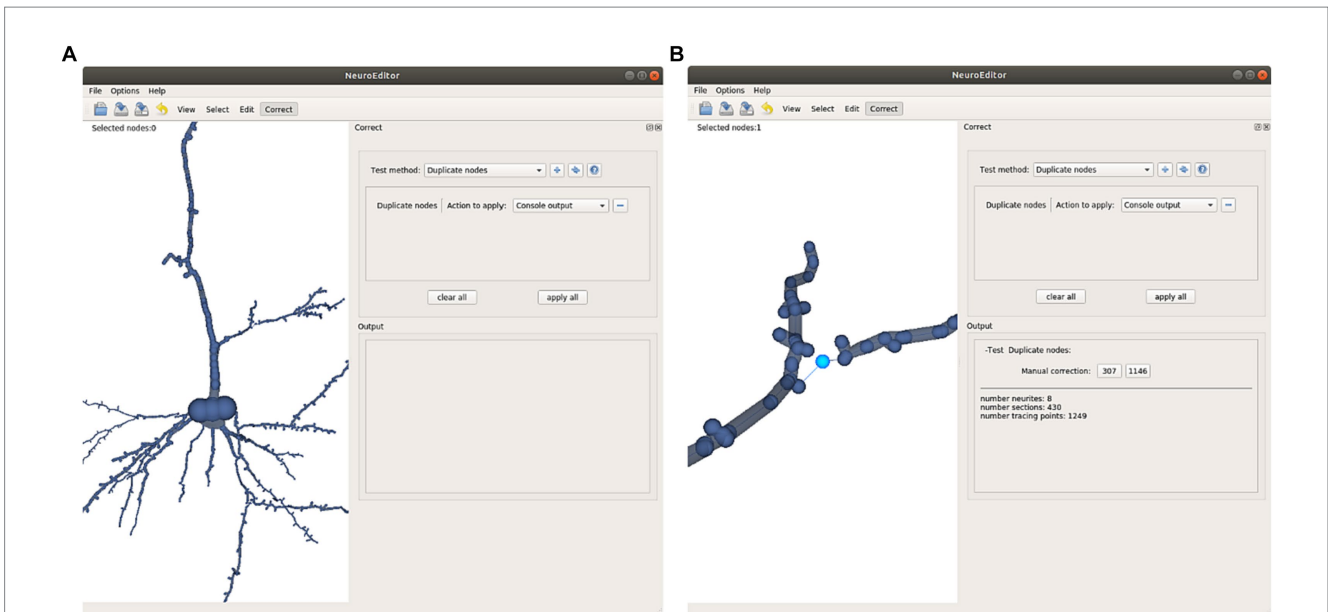 A
NeuroEditor
File Options Help
View Select Edit Correct
Selected nodes:0
Correct
Test method: Duplicate nodes
Duplicate nodes Action to apply: Console output
clear all apply all
Output
B
NeuroEditor
File Options Help
View Select Edit Correct
Selected nodes:1
Correct
Test method: Duplicate nodes
Duplicate nodes Action to apply: Console output
clear all apply all
Output
-Test Duplicate nodes:
Manual correction: 307 1146
number neurites: 8
number sections: 430
number tracing points: 1249